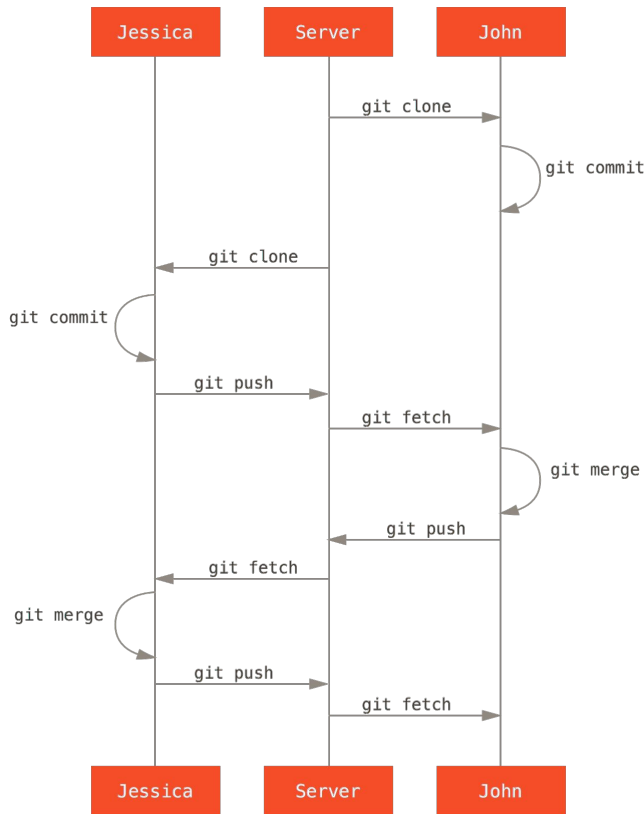 Jessica
Server
John
git clone
git commit
git clone
git commit
git push
git fetch
git merge
git push
git fetch
git merge
git push
git fetch
Jessica
Server
John